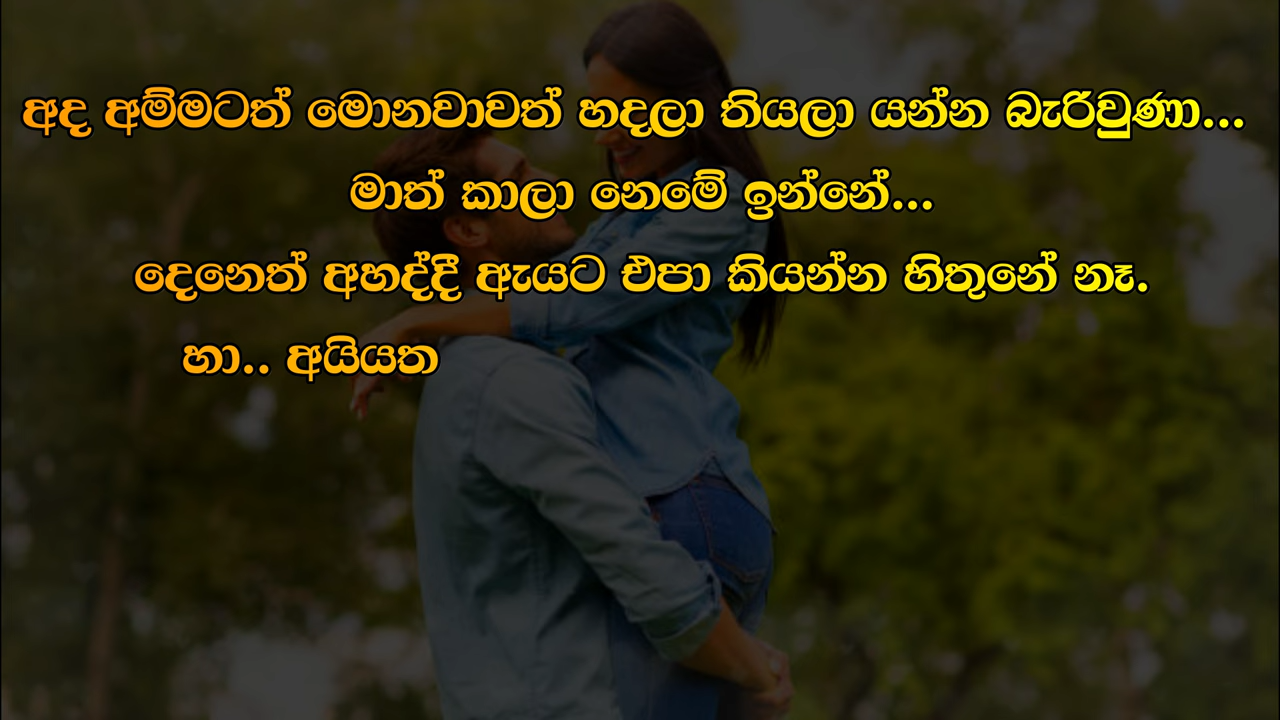 අද අම්මටත් මොනවාවත් හදලා තියලා යන්න බැරිවුණා...
මාත් කාලා නෙමේ ඉන්නේ...
දෙනෙත් අහද්දී ඇයට එපා කියන්න හිතුනේ නෑ.
හා.. අයියත